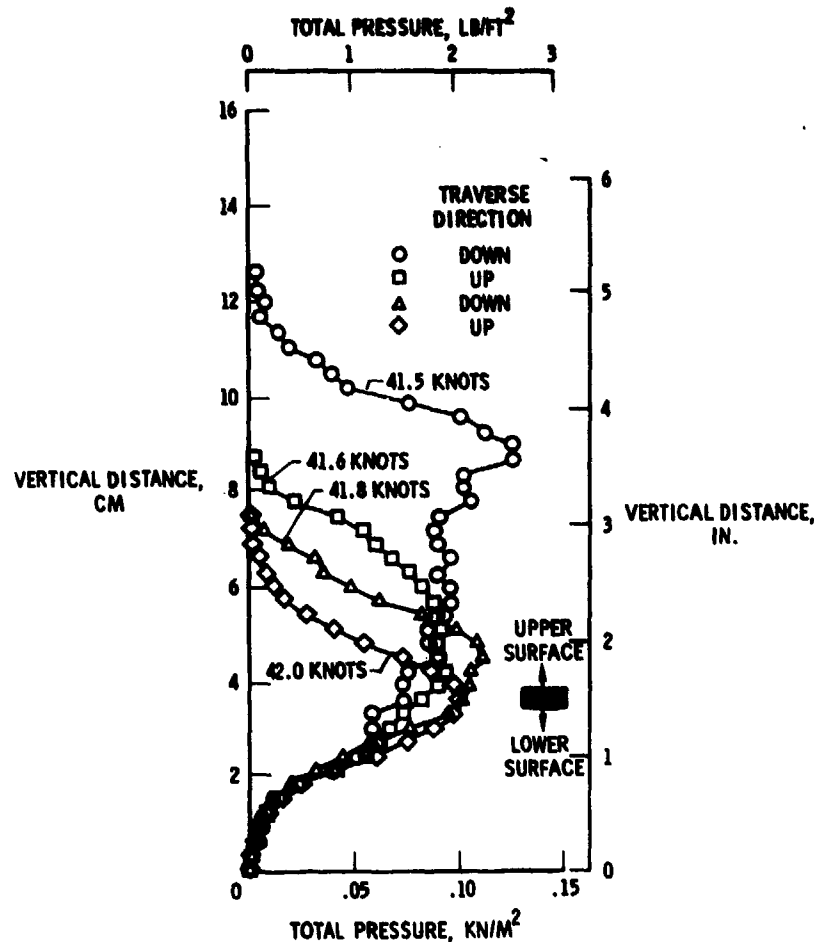 TOTAL PRESSURE, LB/FT²
0 1 2 3
16
14
12
10
8
6
4
2
0
6
5
4
3
2
1
0
TRAVERSE
DIRECTION
DOWN
UP
DOWN
UP
41.5 KNOTS
41.6 KNOTS
41.8 KNOTS
42.0 KNOTS
VERTICAL DISTANCE,
CM
VERTICAL DISTANCE,
IN.
UPPER
SURFACE
LOWER
SURFACE
0 .05 .10 .15
TOTAL PRESSURE, KN/M²